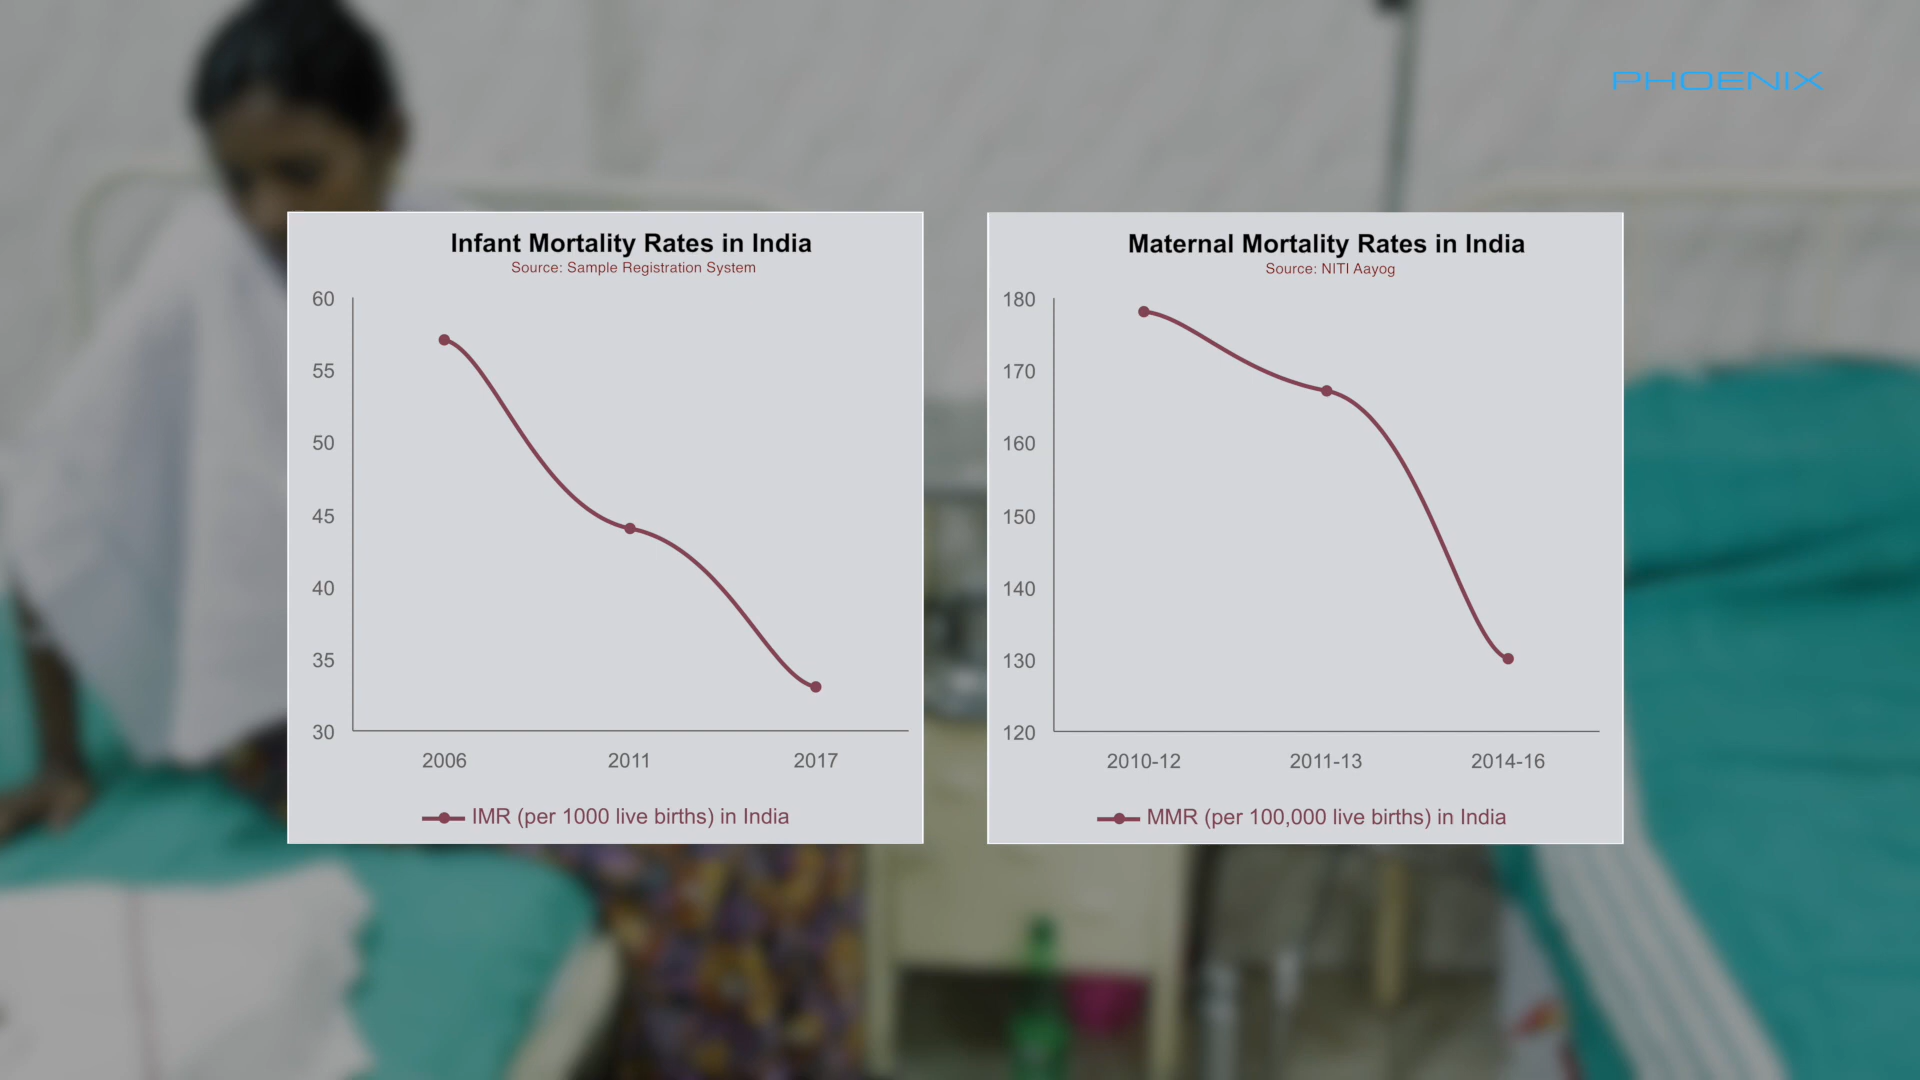 PHOENIX
Infant Mortality Rates in India
Source: Sample Registration System
60
55
50
45
40
35
30
2006 2011 2017
IMR (per 1000 live births) in India
Maternal Mortality Rates in India
Source: NITI Aayog
180
170
160
150
140
130
120
2010-12 2011-13 2014-16
MMR (per 100,000 live births) in India